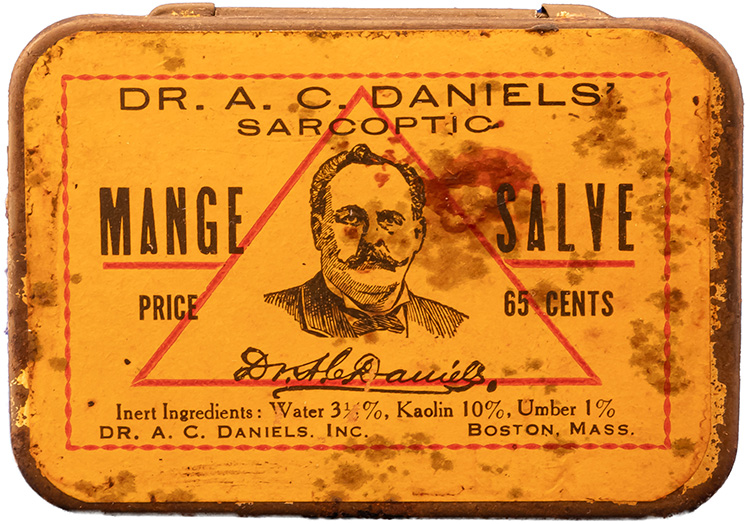 DR. A. C. DANIELS'
SARCOPTIC
MANGE SALVE
PRICE 65 CENTS
Dr. A C Daniels.
Inert Ingredients: Water 3½%, Kaolin 10%, Umber 1%
DR. A. C. DANIELS, INC. BOSTON, MASS.